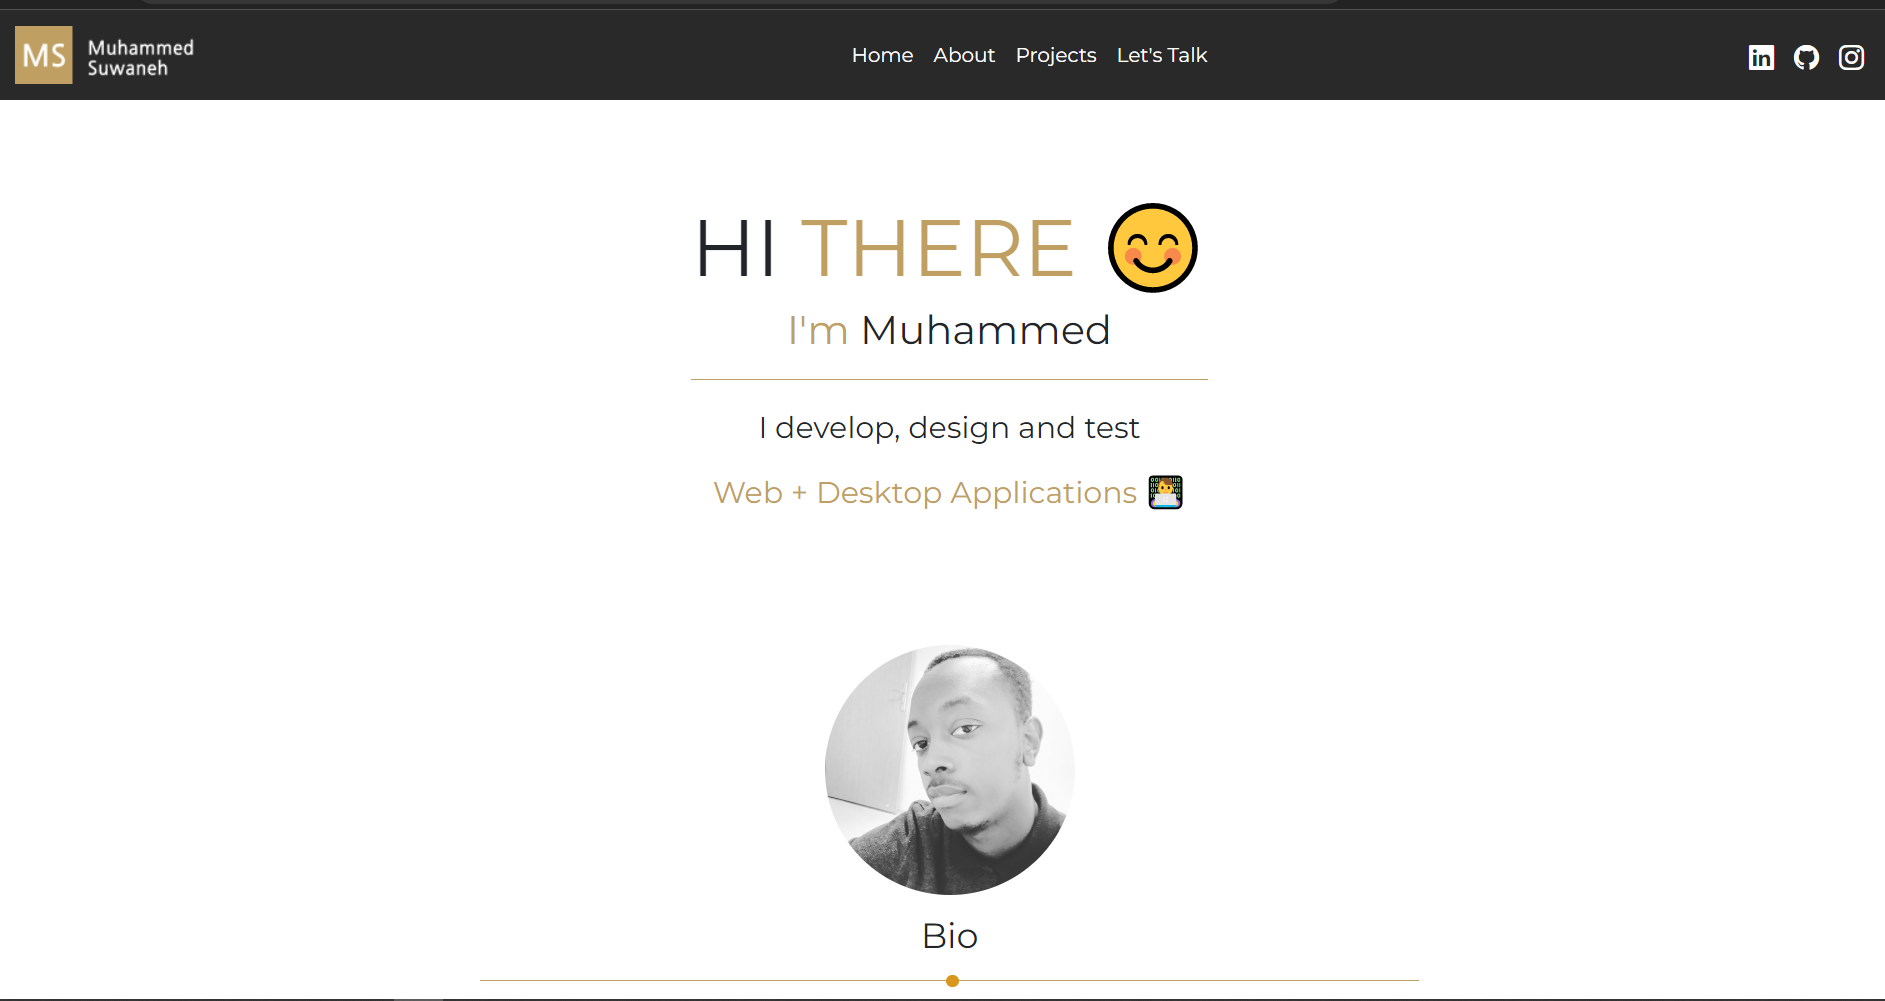 MS
Muhammed
Suwaneh
Home About Projects Let's Talk
in
HI THERE
I'm Muhammed
I develop, design and test
Web + Desktop Applications
Bio